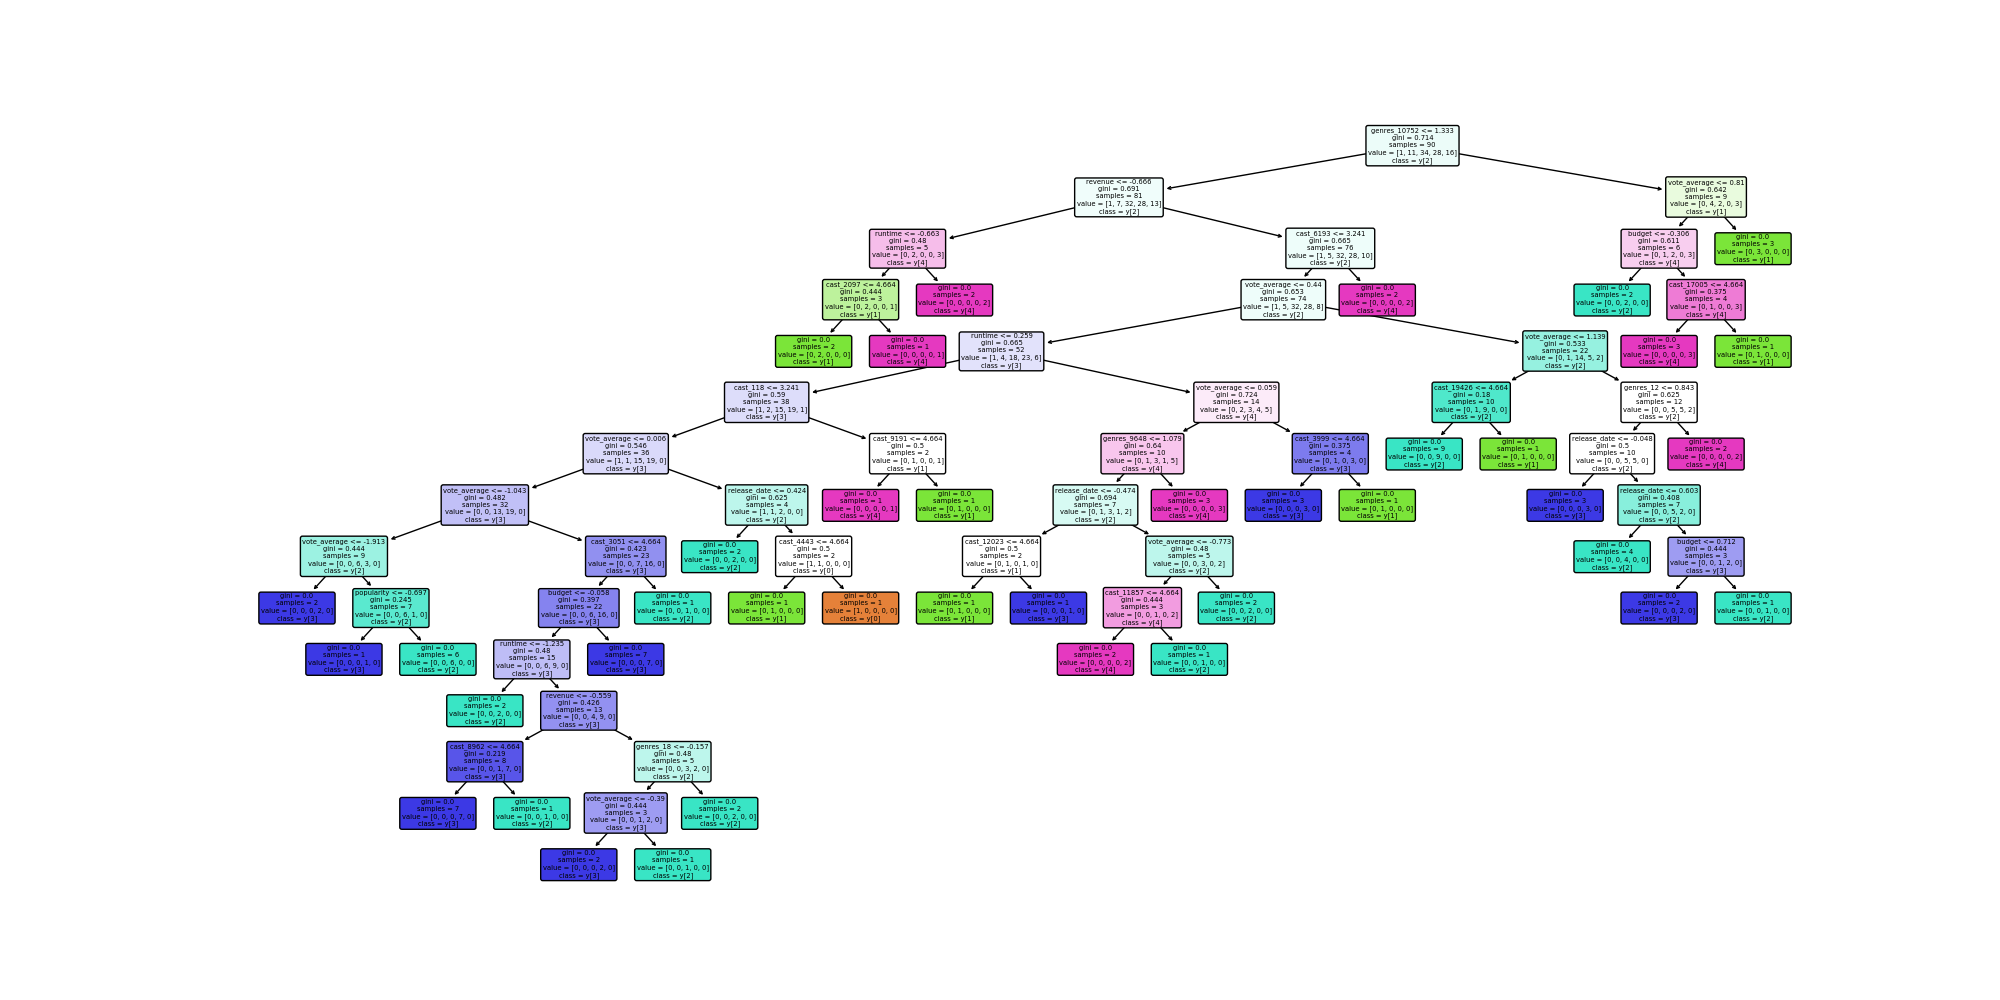 genres_10752 <= 1.333
gini = 0.714
samples = 90
value = [1, 11, 34, 28, 16]
class = y[2]
revenue <= -0.666
gini = 0.691
samples = 81
value = [1, 7, 32, 28, 13]
class = y[2]
vote_average <= 0.81
gini = 0.642
samples = 9
value = [0, 4, 2, 0, 3]
class = y[1]
runtime <= -0.663
gini = 0.48
samples = 5
value = [0, 2, 0, 0, 3]
class = y[4]
cast_6193 <= 3.241
gini = 0.665
samples = 76
value = [1, 5, 32, 28, 10]
class = y[2]
budget <= -0.306
gini = 0.611
samples = 6
value = [0, 1, 2, 0, 3]
class = y[4]
gini = 0.0
samples = 3
value = [0, 3, 0, 0, 0]
class = y[1]
cast_2097 <= 4.664
gini = 0.444
samples = 3
value = [0, 2, 0, 0, 1]
class = y[1]
gini = 0.0
samples = 2
value = [0, 0, 0, 0, 2]
class = y[4]
vote_average <= 0.44
gini = 0.653
samples = 74
value = [1, 5, 32, 28, 8]
class = y[2]
gini = 0.0
samples = 2
value = [0, 0, 0, 0, 2]
class = y[4]
gini = 0.0
samples = 2
value = [0, 0, 2, 0, 0]
class = y[2]
cast_17005 <= 4.664
gini = 0.375
samples = 4
value = [0, 1, 0, 0, 3]
class = y[4]
gini = 0.0
samples = 2
value = [0, 2, 0, 0, 0]
class = y[1]
gini = 0.0
samples = 1
value = [0, 0, 0, 0, 1]
class = y[4]
runtime <= 0.259
gini = 0.665
samples = 52
value = [1, 4, 18, 23, 6]
class = y[3]
vote_average <= 1.139
gini = 0.533
samples = 22
value = [0, 1, 14, 5, 2]
class = y[2]
gini = 0.0
samples = 3
value = [0, 0, 0, 0, 3]
class = y[4]
gini = 0.0
samples = 1
value = [0, 1, 0, 0, 0]
class = y[1]
cast_118 <= 3.241
gini = 0.59
samples = 38
value = [1, 2, 15, 19, 1]
class = y[3]
vote_average <= 0.059
gini = 0.724
samples = 14
value = [0, 2, 3, 4, 5]
class = y[4]
cast_19426 <= 4.664
gini = 0.18
samples = 10
value = [0, 1, 9, 0, 0]
class = y[2]
genres_12 <= 0.843
gini = 0.625
samples = 12
value = [0, 0, 5, 5, 2]
class = y[2]
vote_average <= 0.006
gini = 0.546
samples = 36
value = [1, 1, 15, 19, 0]
class = y[3]
cast_9191 <= 4.664
gini = 0.5
samples = 2
value = [0, 1, 0, 0, 1]
class = y[1]
genres_9648 <= 1.079
gini = 0.64
samples = 10
value = [0, 1, 3, 1, 5]
class = y[4]
cast_3999 <= 4.664
gini = 0.375
samples = 4
value = [0, 1, 0, 3, 0]
class = y[3]
gini = 0.0
samples = 9
value = [0, 0, 9, 0, 0]
class = y[2]
gini = 0.0
samples = 1
value = [0, 1, 0, 0, 0]
class = y[1]
release_date <= -0.048
gini = 0.5
samples = 10
value = [0, 0, 5, 5, 0]
class = y[2]
gini = 0.0
samples = 2
value = [0, 0, 0, 0, 2]
class = y[4]
vote_average <= -1.043
gini = 0.482
samples = 32
value = [0, 0, 13, 19, 0]
class = y[3]
release_date <= 0.424
gini = 0.625
samples = 4
value = [1, 1, 2, 0, 0]
class = y[2]
gini = 0.0
samples = 1
value = [0, 0, 0, 0, 1]
class = y[4]
gini = 0.0
samples = 1
value = [0, 1, 0, 0, 0]
class = y[1]
release_date <= -0.474
gini = 0.694
samples = 7
value = [0, 1, 3, 1, 2]
class = y[2]
gini = 0.0
samples = 3
value = [0, 0, 0, 0, 3]
class = y[4]
gini = 0.0
samples = 3
value = [0, 0, 0, 3, 0]
class = y[3]
gini = 0.0
samples = 1
value = [0, 1, 0, 0, 0]
class = y[1]
gini = 0.0
samples = 3
value = [0, 0, 0, 3, 0]
class = y[3]
release_date <= 0.603
gini = 0.408
samples = 7
value = [0, 0, 5, 2, 0]
class = y[2]
vote_average <= -1.913
gini = 0.444
samples = 9
value = [0, 0, 6, 3, 0]
class = y[2]
cast_3051 <= 4.664
gini = 0.423
samples = 23
value = [0, 0, 7, 16, 0]
class = y[3]
gini = 0.0
samples = 2
value = [0, 0, 2, 0, 0]
class = y[2]
cast_4443 <= 4.664
gini = 0.5
samples = 2
value = [1, 1, 0, 0, 0]
class = y[0]
cast_12023 <= 4.664
gini = 0.5
samples = 2
value = [0, 1, 0, 1, 0]
class = y[1]
vote_average <= -0.773
gini = 0.48
samples = 5
value = [0, 0, 3, 0, 2]
class = y[2]
gini = 0.0
samples = 4
value = [0, 0, 4, 0, 0]
class = y[2]
budget <= 0.712
gini = 0.444
samples = 3
value = [0, 0, 1, 2, 0]
class = y[3]
gini = 0.0
samples = 2
value = [0, 0, 0, 2, 0]
class = y[3]
popularity <= -0.697
gini = 0.245
samples = 7
value = [0, 0, 6, 1, 0]
class = y[2]
budget <= -0.058
gini = 0.397
samples = 22
value = [0, 0, 6, 16, 0]
class = y[3]
gini = 0.0
samples = 1
value = [0, 0, 1, 0, 0]
class = y[2]
gini = 0.0
samples = 1
value = [0, 1, 0, 0, 0]
class = y[1]
gini = 0.0
samples = 1
value = [1, 0, 0, 0, 0]
class = y[0]
gini = 0.0
samples = 1
value = [0, 1, 0, 0, 0]
class = y[1]
gini = 0.0
samples = 1
value = [0, 0, 0, 1, 0]
class = y[3]
cast_11857 <= 4.664
gini = 0.444
samples = 3
value = [0, 0, 1, 0, 2]
class = y[4]
gini = 0.0
samples = 2
value = [0, 0, 2, 0, 0]
class = y[2]
gini = 0.0
samples = 2
value = [0, 0, 0, 2, 0]
class = y[3]
gini = 0.0
samples = 1
value = [0, 0, 1, 0, 0]
class = y[2]
gini = 0.0
samples = 1
value = [0, 0, 0, 1, 0]
class = y[3]
gini = 0.0
samples = 6
value = [0, 0, 6, 0, 0]
class = y[2]
runtime <= -1.235
gini = 0.48
samples = 15
value = [0, 0, 6, 9, 0]
class = y[3]
gini = 0.0
samples = 7
value = [0, 0, 0, 7, 0]
class = y[3]
gini = 0.0
samples = 2
value = [0, 0, 0, 0, 2]
class = y[4]
gini = 0.0
samples = 1
value = [0, 0, 1, 0, 0]
class = y[2]
gini = 0.0
samples = 2
value = [0, 0, 2, 0, 0]
class = y[2]
revenue <= -0.559
gini = 0.426
samples = 13
value = [0, 0, 4, 9, 0]
class = y[3]
cast_8962 <= 4.664
gini = 0.219
samples = 8
value = [0, 0, 1, 7, 0]
class = y[3]
genres_18 <= -0.157
gini = 0.48
samples = 5
value = [0, 0, 3, 2, 0]
class = y[2]
gini = 0.0
samples = 7
value = [0, 0, 0, 7, 0]
class = y[3]
gini = 0.0
samples = 1
value = [0, 0, 1, 0, 0]
class = y[2]
vote_average <= -0.39
gini = 0.444
samples = 3
value = [0, 0, 1, 2, 0]
class = y[3]
gini = 0.0
samples = 2
value = [0, 0, 2, 0, 0]
class = y[2]
gini = 0.0
samples = 2
value = [0, 0, 0, 2, 0]
class = y[3]
gini = 0.0
samples = 1
value = [0, 0, 1, 0, 0]
class = y[2]